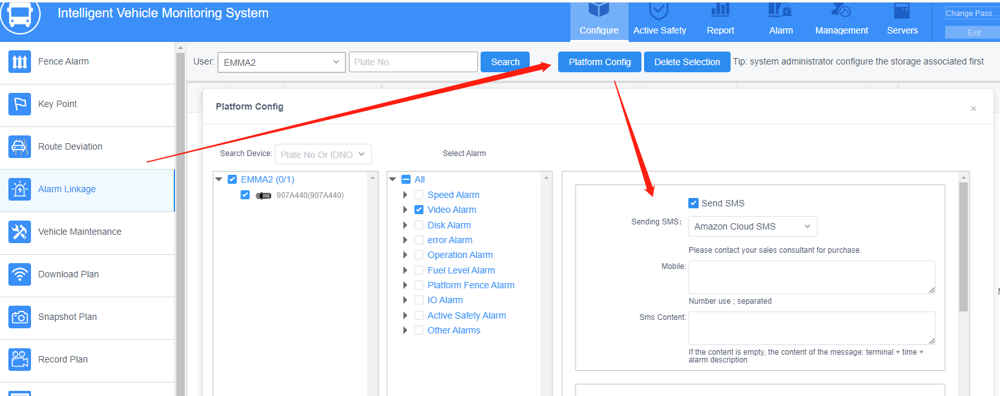 Intelligent Vehicle Monitoring System
Configure Active Safety Report Alarm Management Servers
Change Pass...
Exit
Fence Alarm
Key Point
Route Deviation
Alarm Linkage
Vehicle Maintenance
Download Plan
Snapshot Plan
Record Plan
User: EMMA2 Plate No. Search Platform Config Delete Selection Tip: system administrator configure the storage associated first
Platform Config
Search Device: Plate No Or IDNO Select Alarm
EMMA2 (0/1)
907A440(907A440)
All
Speed Alarm
Video Alarm
Disk Alarm
error Alarm
Operation Alarm
Fuel Level Alarm
Platform Fence Alarm
IO Alarm
Active Safety Alarm
Other Alarms
Send SMS
Sending SMS: Amazon Cloud SMS
Please contact your sales consultant for purchase.
Mobile:
Number use ; separated
Sms Content:
If the content is empty, the content of the message: terminal + time +
alarm description